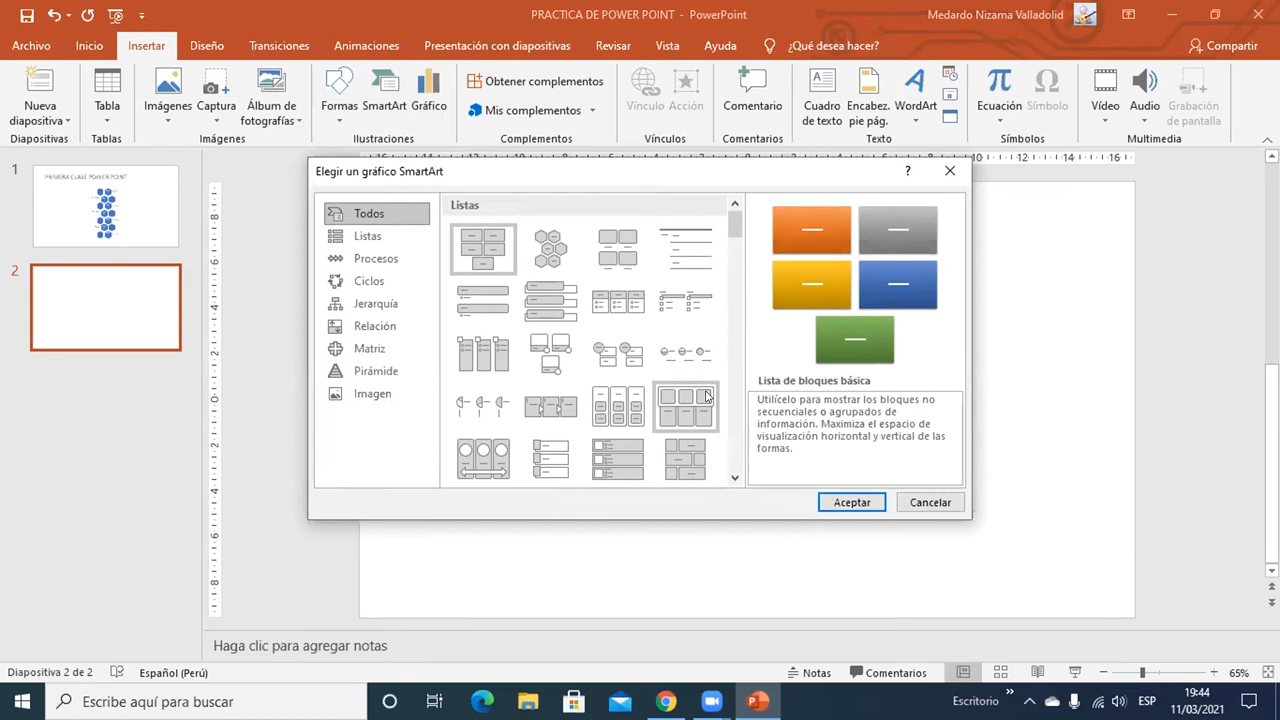 PRACTICA DE POWER POINT - PowerPoint
Medardo Nizama Valladolid
Archivo
Inicio
Insertar
Diseño
Transiciones
Animaciones
Presentación con diapositivas
Revisar
Vista
Ayuda
¿Qué desea hacer?
Compartir
Nueva
diapositiva
Tabla
Imágenes
Captura
Álbum de
fotografías
Formas
SmartArt
Gráfico
Obtener complementos
Mis complementos
Vínculo
Acción
Comentario
Cuadro
de texto
Encabez.
pie pág.
WordArt
Ecuación
Símbolo
Vídeo
Audio
Grabación
de pantalla
Diapositivas
Tablas
Imágenes
Ilustraciones
Complementos
Vínculos
Comentarios
Texto
Símbolos
Multimedia
1
PRIMERA CLASE POWER POINT
2
Elegir un gráfico SmartArt
?
Todos
Listas
Procesos
Ciclos
Jerarquía
Relación
Matriz
Pirámide
Imagen
Listas
Lista de bloques básica
Utilícelo para mostrar los bloques no
secuenciales o agrupados de
información. Maximiza el espacio de
visualización horizontal y vertical de las
formas.
Aceptar
Cancelar
Haga clic para agregar notas
Diapositiva 2 de 2
Español (Perú)
Notas
Comentarios
65%
Escribe aquí para buscar
Escritorio
ESP
19:44
11/03/2021